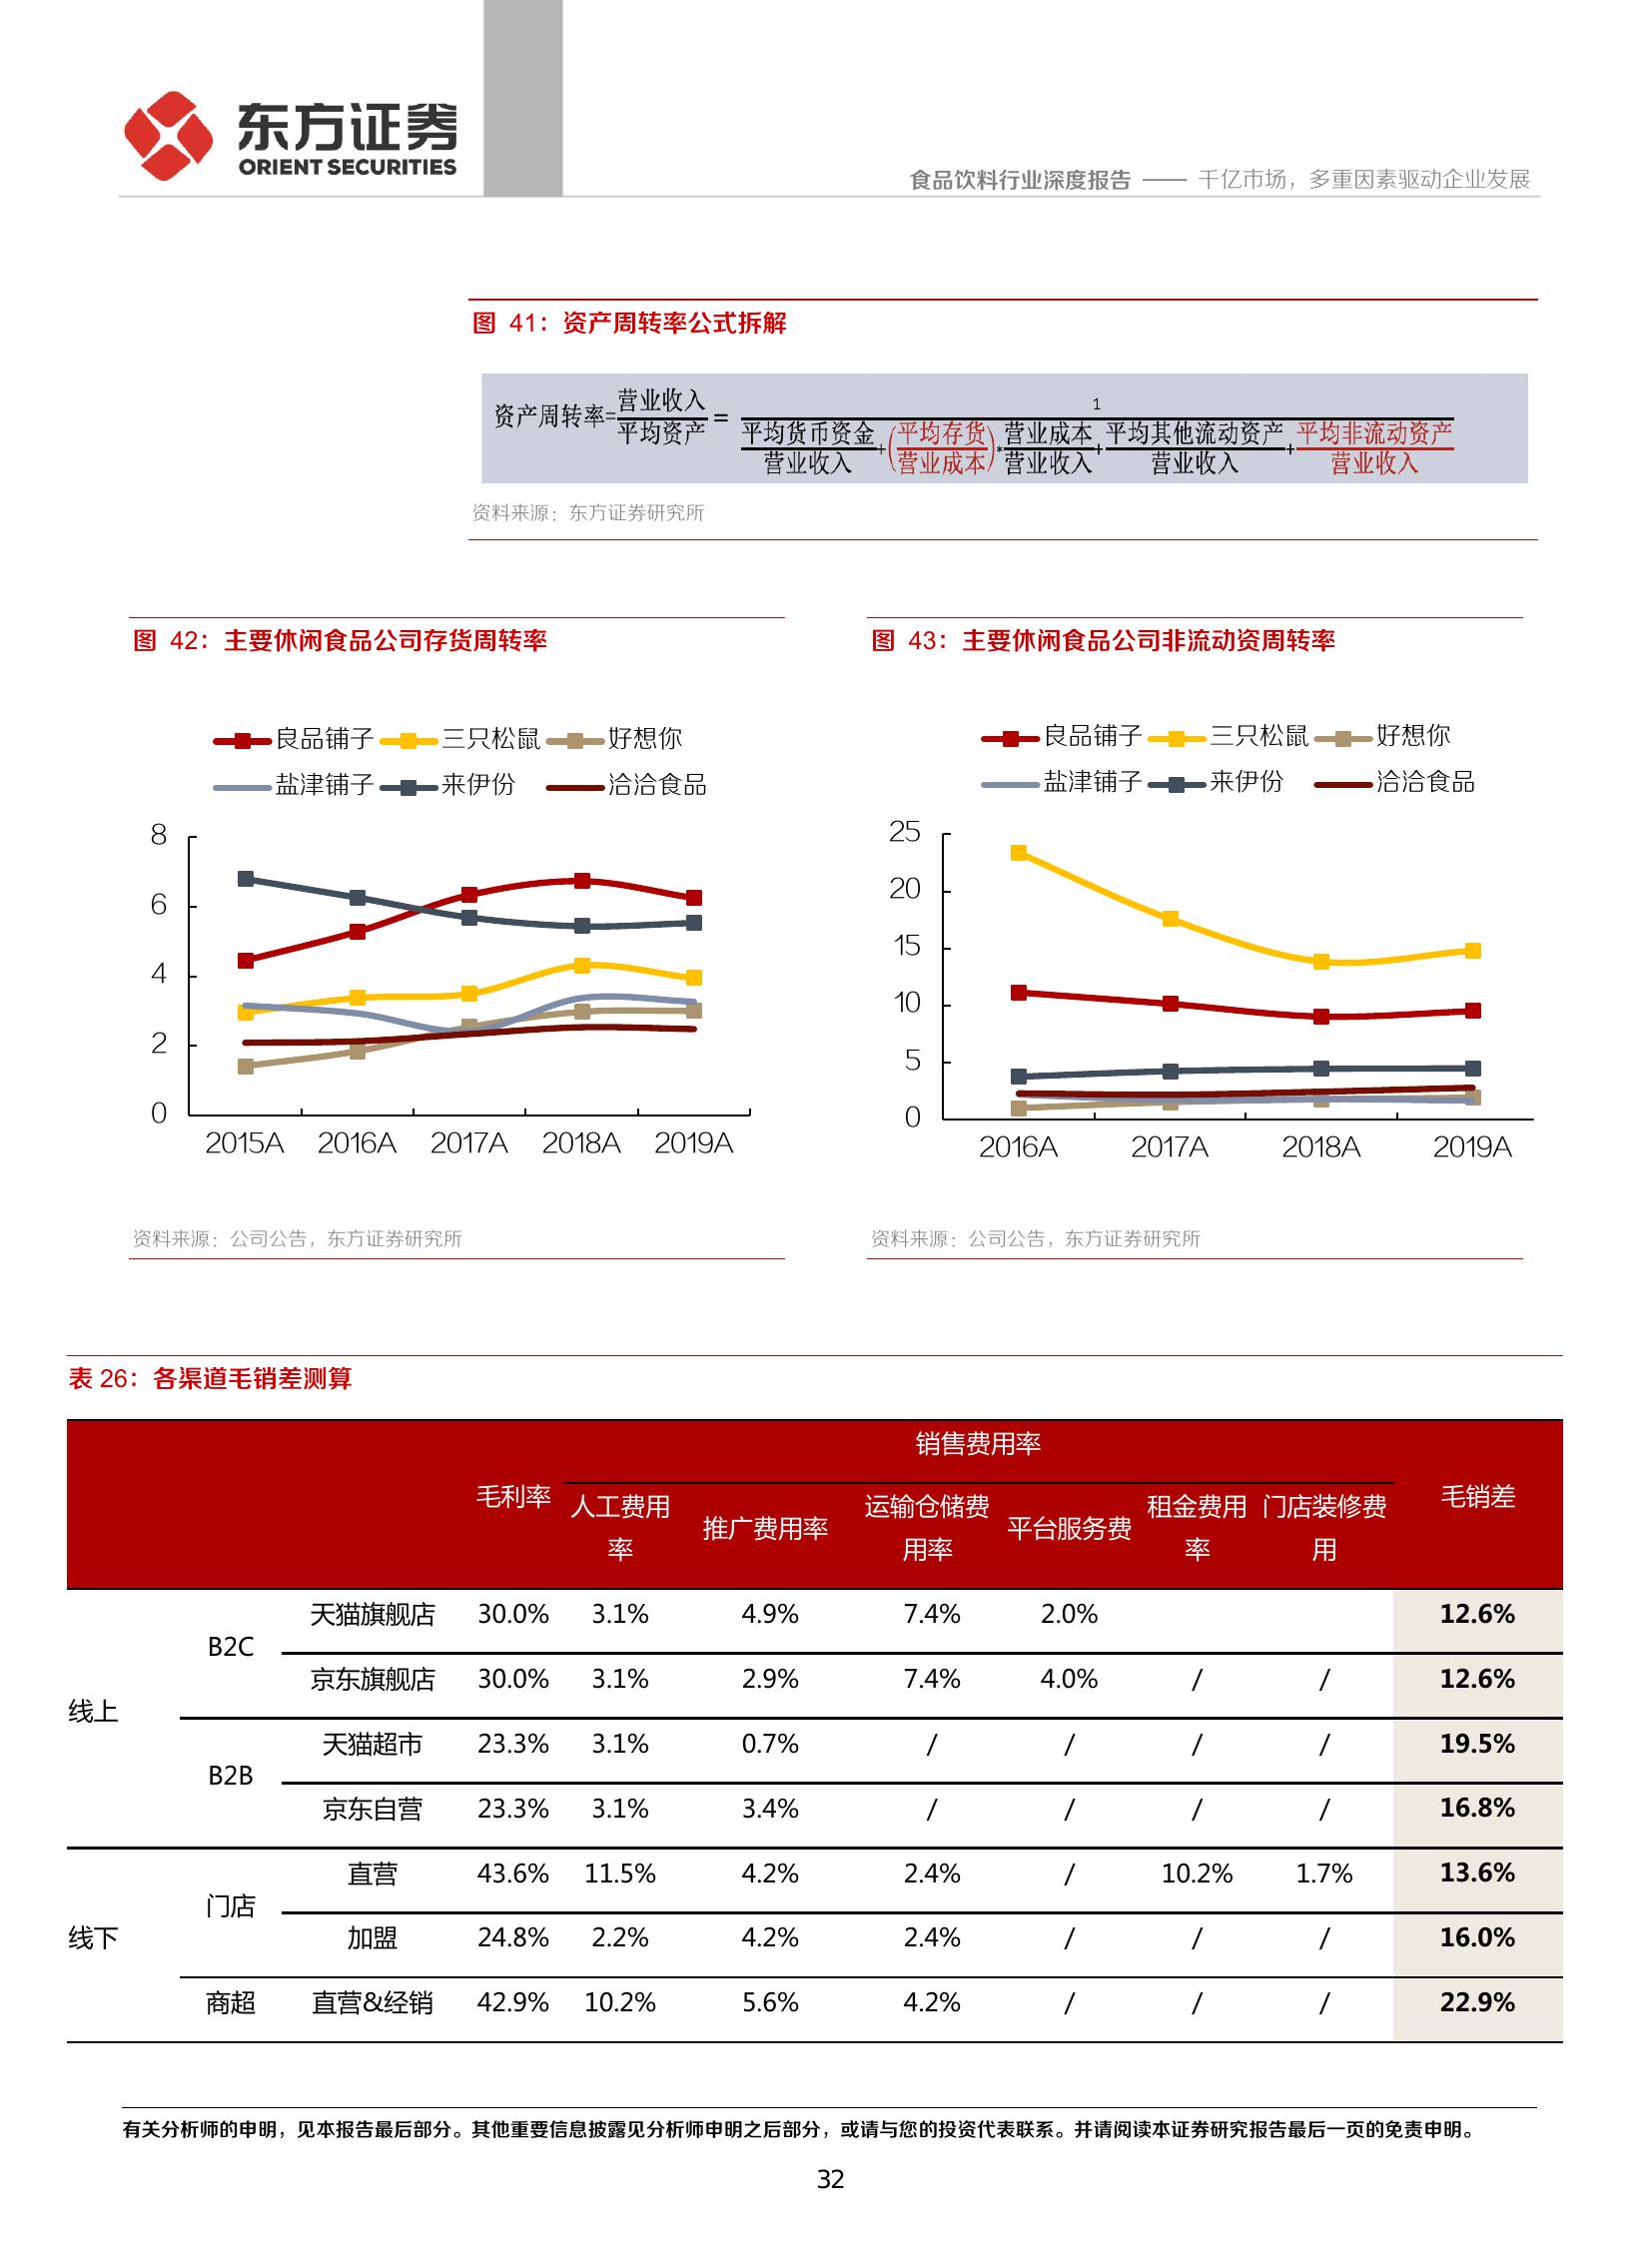 东方证券
ORIENT SECURITIES
食品饮料行业深度报告 —— 千亿市场，多重因素驱动企业发展
图 41：资产周转率公式拆解
资产周转率=营业收入/平均资产 = 1/(平均货币资金/营业收入+(平均存货/营业成本)*营业成本/营业收入+平均其他流动资产/营业收入+平均非流动资产/营业收入)
资料来源：东方证券研究所
图 42：主要休闲食品公司存货周转率
良品铺子 三只松鼠 好想你
盐津铺子 来伊份 洽洽食品
8
6
4
2
0
2015A 2016A 2017A 2018A 2019A
资料来源：公司公告，东方证券研究所
图 43：主要休闲食品公司非流动资周转率
良品铺子 三只松鼠 好想你
盐津铺子 来伊份 洽洽食品
25
20
15
10
5
0
2016A 2017A 2018A 2019A
资料来源：公司公告，东方证券研究所
表 26：各渠道毛销差测算
毛利率 销售费用率 毛销差
人工费用率 推广费用率 运输仓储费用率 平台服务费 租金费用率 门店装修费用
线上 B2C 天猫旗舰店 30.0% 3.1% 4.9% 7.4% 2.0% 12.6%
京东旗舰店 30.0% 3.1% 2.9% 7.4% 4.0% / / 12.6%
B2B 天猫超市 23.3% 3.1% 0.7% / / / / 19.5%
京东自营 23.3% 3.1% 3.4% / / / / 16.8%
线下 门店 直营 43.6% 11.5% 4.2% 2.4% / 10.2% 1.7% 13.6%
加盟 24.8% 2.2% 4.2% 2.4% / / / 16.0%
商超 直营&经销 42.9% 10.2% 5.6% 4.2% / / / 22.9%
有关分析师的申明，见本报告最后部分。其他重要信息披露见分析师申明之后部分，或请与您的投资代表联系。并请阅读本证券研究报告最后一页的免责申明。
32